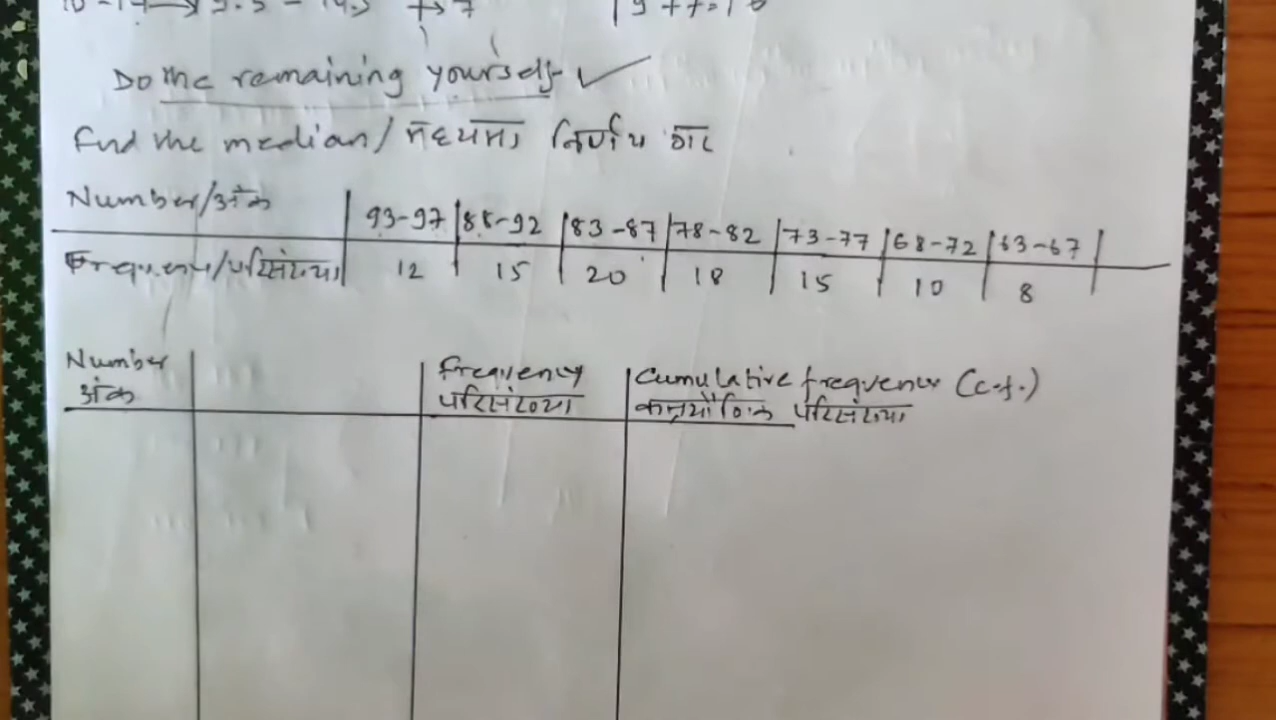 Do the remaining yourself ✓
Find the median/ मध्यमा निर्णय कर
Number/अंक 93-97 88-92 83-87 78-82 73-77 68-72 63-67
Frequency/परिसंख्या 12 15 20 18 15 10 8
Number Frequency Cumulative frequency (c.f.)
अंक परिसंख्या क्रमयौगिक परिसंख्या